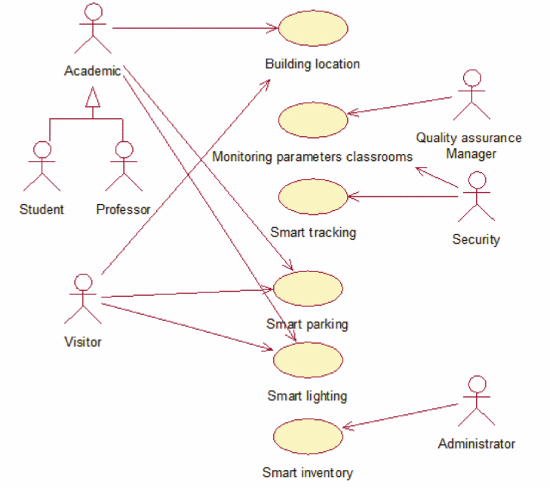 Building location
Academic
Quality assurance
Manager
Monitoring parameters classrooms
Student
Professor
Smart tracking
Security
Smart parking
Visitor
Smart lighting
Administrator
Smart inventory